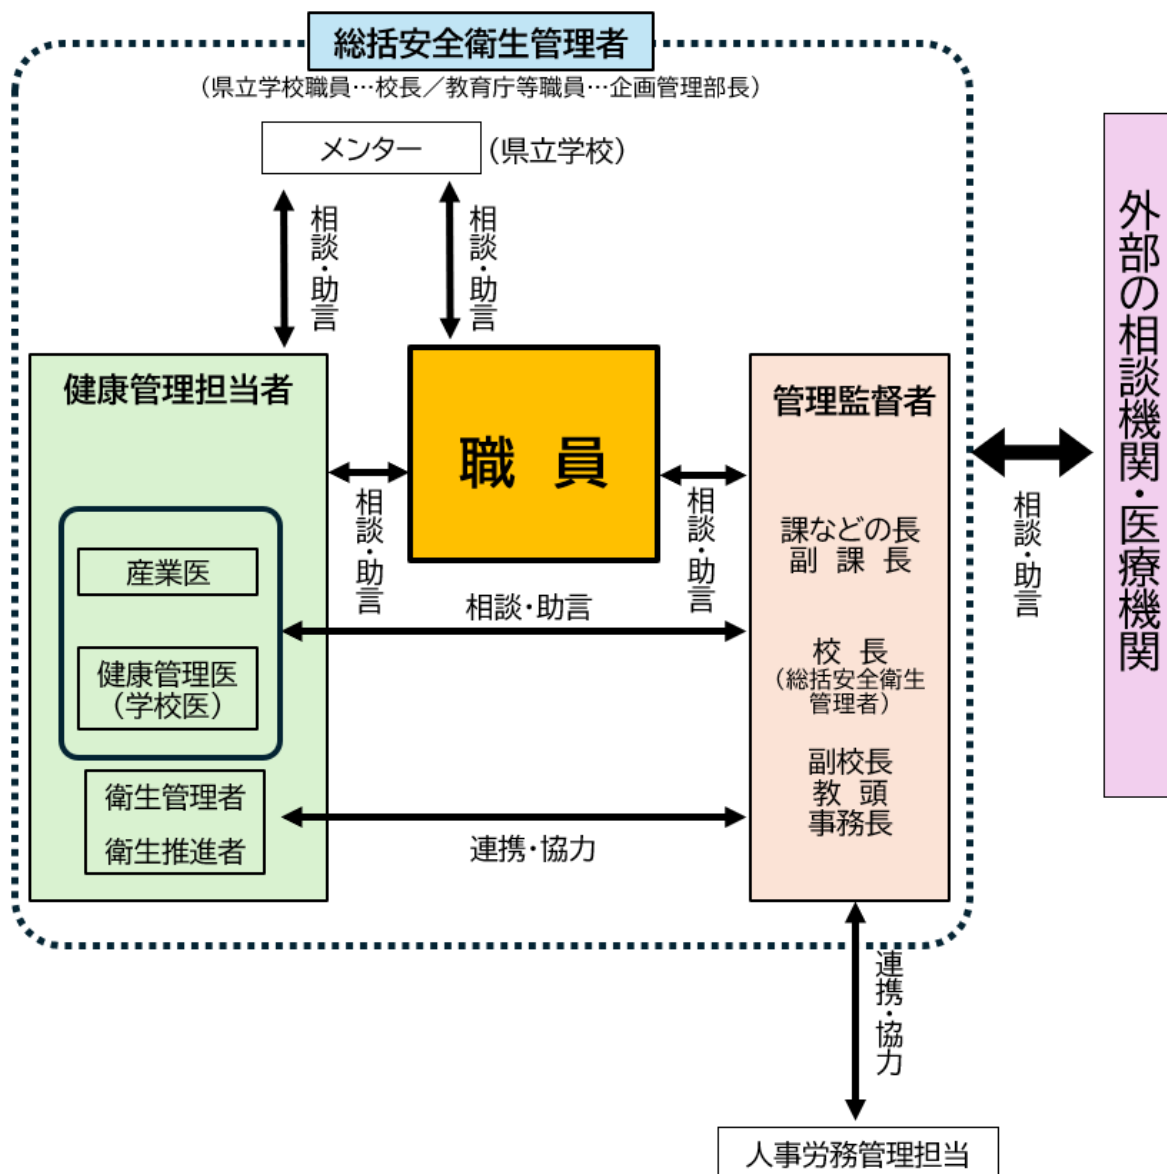 総括安全衛生管理者
（県立学校職員…校長／教育庁等職員…企画管理部長）
メンター
（県立学校）
相談・助言
相談・助言
健康管理担当者
職 員
管理監督者
相談・助言
相談・助言
産業医
健康管理医
（学校医）
衛生管理者
衛生推進者
相談・助言
連携・協力
課などの長
副 課 長
校 長
（総括安全衛生
管理者）
副校長
教 頭
事務長
相談・助言
外部の相談機関・医療機関
連携・協力
人事労務管理担当